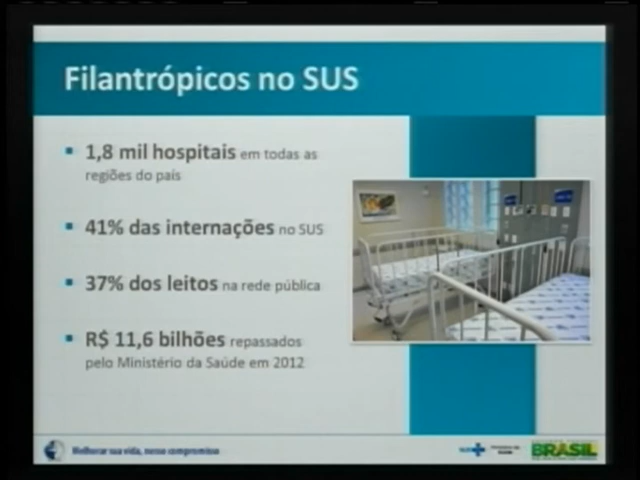 Filantrópicos no SUS
1,8 mil hospitais em todas as
regiões do país
41% das internações no SUS
37% dos leitos na rede pública
R$ 11,6 bilhões repassados
pelo Ministério da Saúde em 2012
Melhorar sua vida, nosso compromisso
SUS
BRASIL